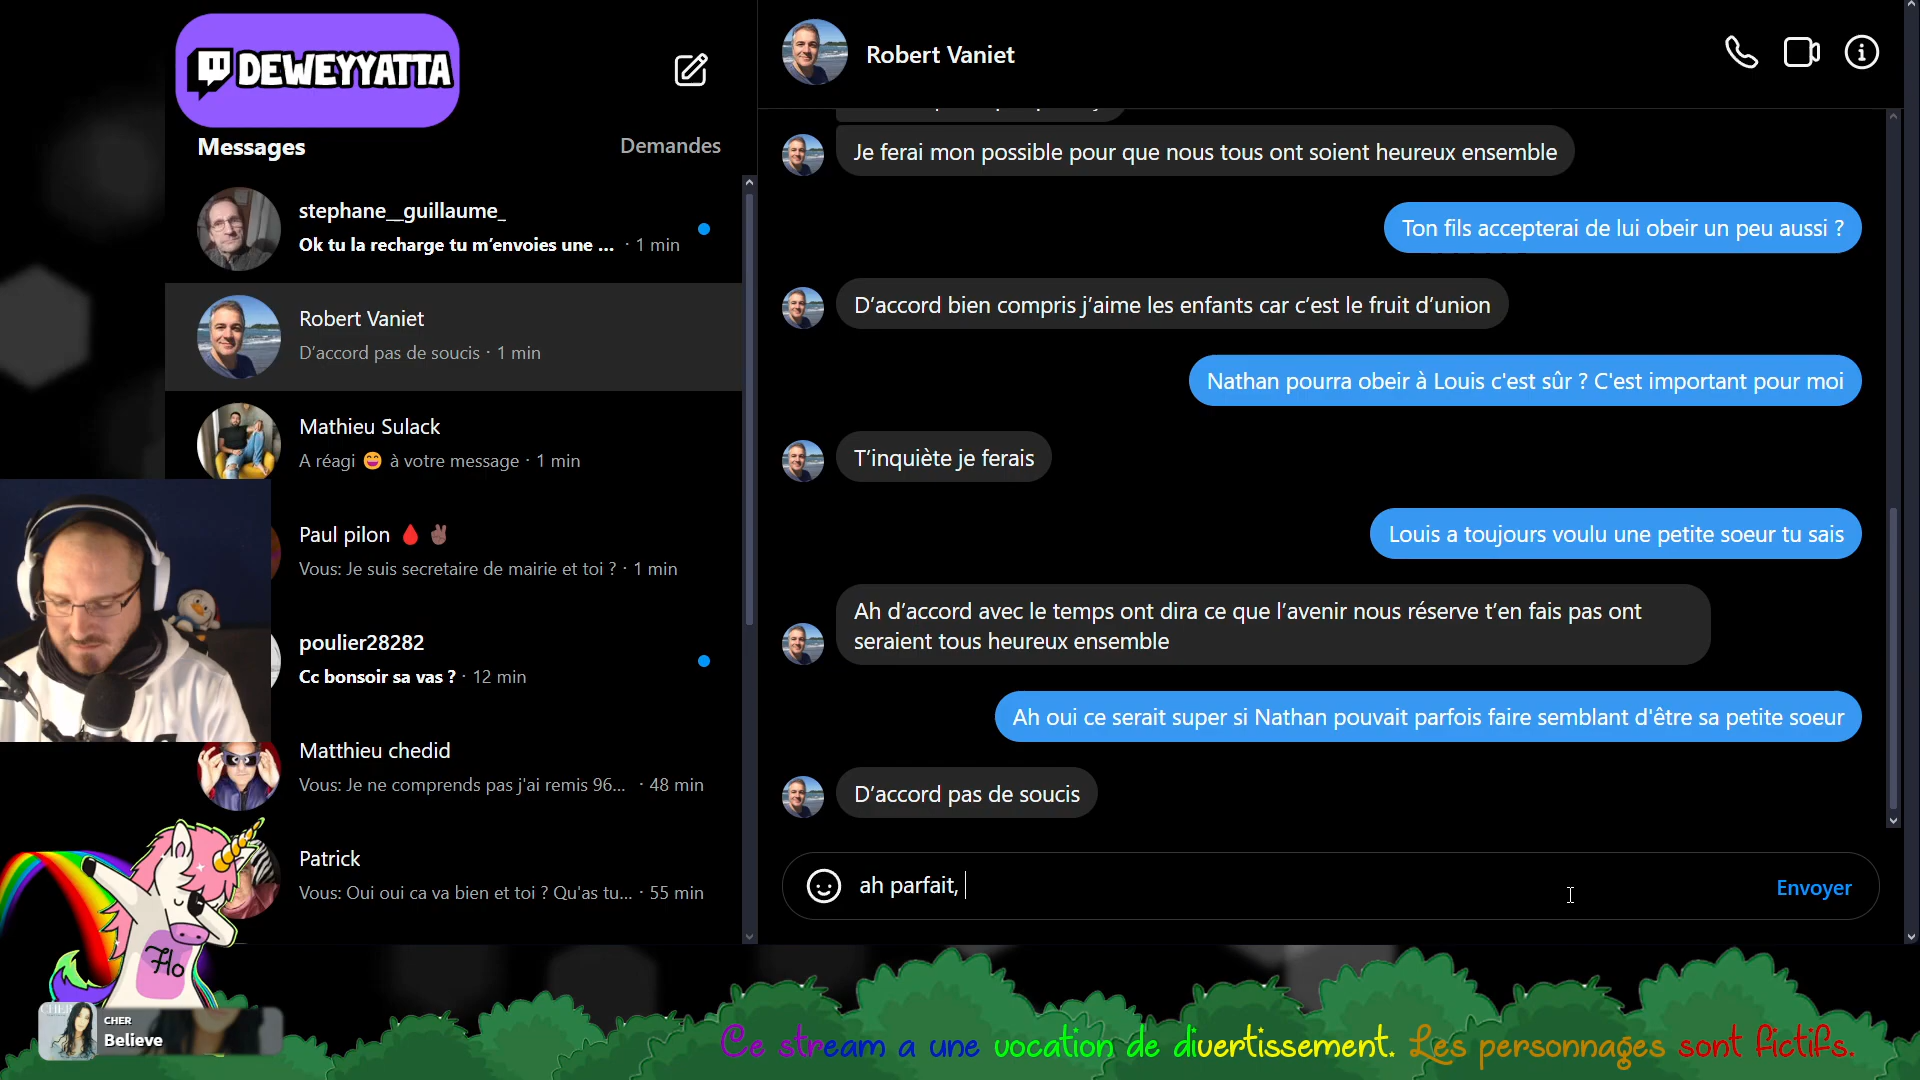 DEWEYYATTA
Messages
Demandes
stephane__guillaume_
Ok tu la recharge tu m’envoies une ... · 1 min
Robert Vaniet
D’accord pas de soucis · 1 min
Mathieu Sulack
A réagi 😄 à votre message · 1 min
Paul pilon 🩸 ✌🏿
Vous: Je suis secretaire de mairie et toi ? · 1 min
poulier28282
Cc bonsoir sa vas ? · 12 min
Matthieu chedid
Vous: Je ne comprends pas j'ai remis 96... · 48 min
Patrick
Vous: Oui oui ca va bien et toi ? Qu'as tu... · 55 min
Flo
CHER
Believe
Robert Vaniet
Je ferai mon possible pour que nous tous ont soient heureux ensemble
Ton fils accepterai de lui obeir un peu aussi ?
D’accord bien compris j’aime les enfants car c’est le fruit d’union
Nathan pourra obeir à Louis c'est sûr ? C'est important pour moi
T’inquiète je ferais
Louis a toujours voulu une petite soeur tu sais
Ah d’accord avec le temps ont dira ce que l’avenir nous réserve t’en fais pas ont
seraient tous heureux ensemble
Ah oui ce serait super si Nathan pouvait parfois faire semblant d'être sa petite soeur
D’accord pas de soucis
ah parfait,
Envoyer
Ce stream a une vocation de divertissement. Les personnages sont fictifs.